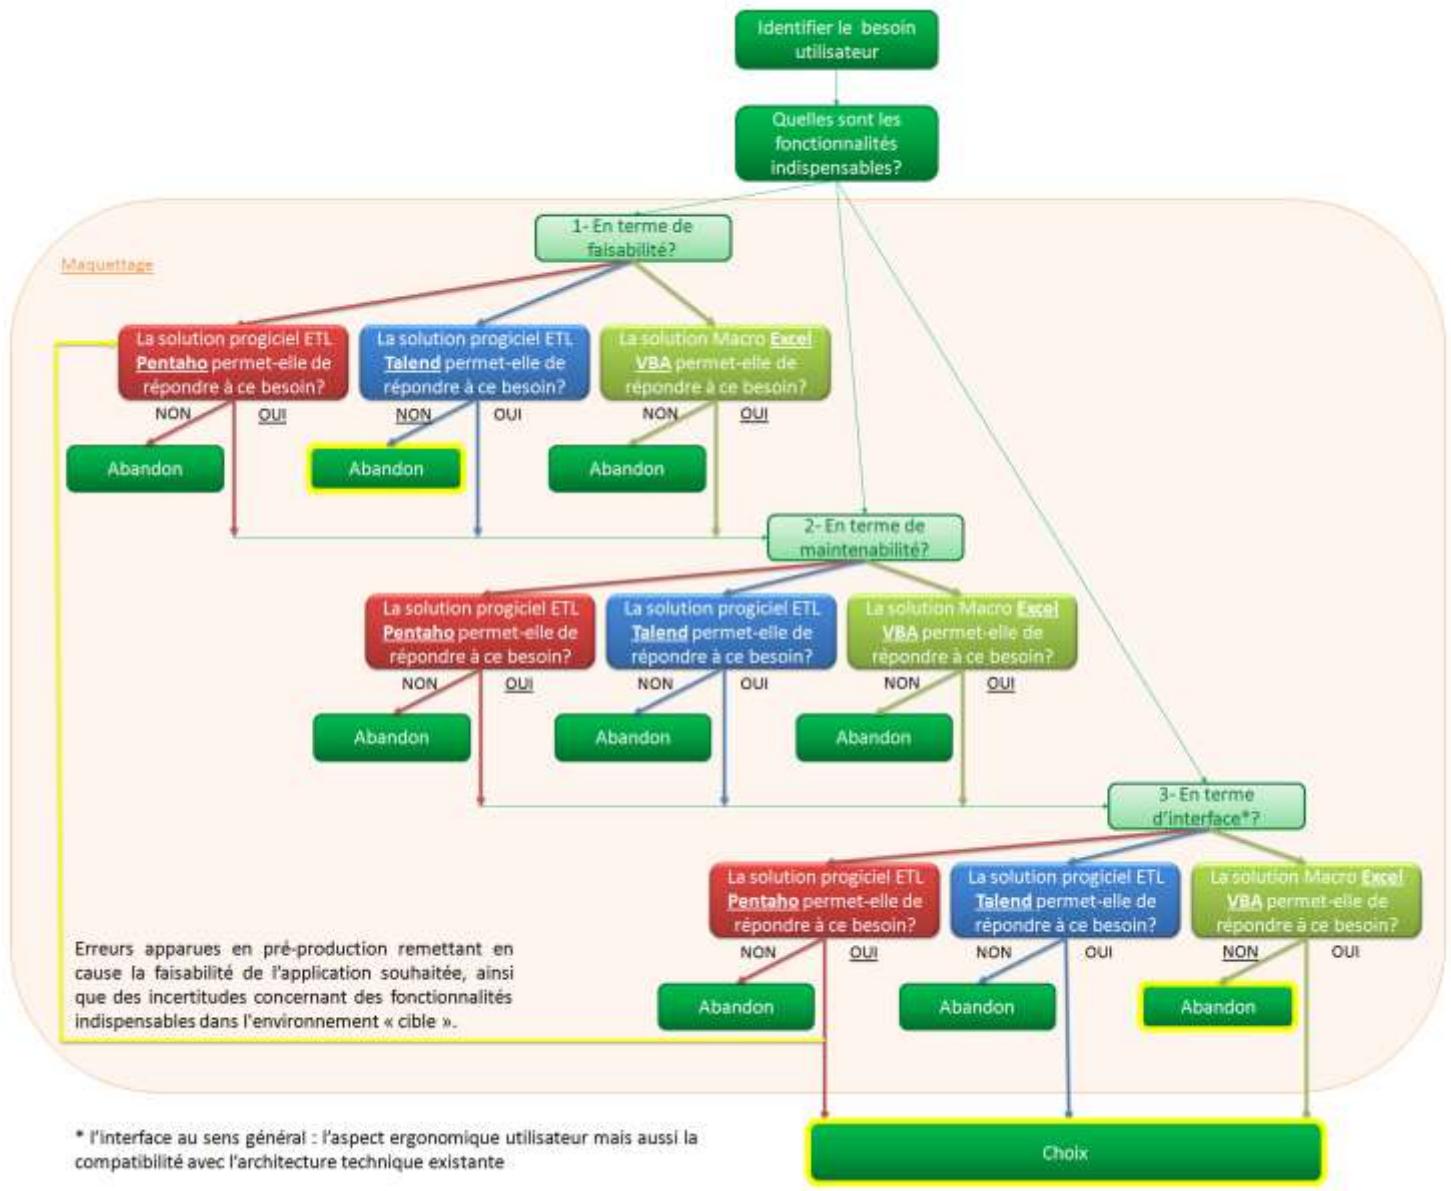 Identifier le besoin
utilisateur
Quelles sont les
fonctionnalités
indispensables?
1- En terme de
faisabilité?
Maquettage
La solution progiciel ETL
Pentaho permet-elle de
répondre à ce besoin?
La solution progiciel ETL
Talend permet-elle de
répondre à ce besoin?
La solution Macro Excel
VBA permet-elle de
répondre à ce besoin?
NON OUI
NON OUI
NON OUI
Abandon
Abandon
Abandon
2- En terme de
maintenabilité?
La solution progiciel ETL
Pentaho permet-elle de
répondre à ce besoin?
La solution progiciel ETL
Talend permet-elle de
répondre à ce besoin?
La solution Macro Excel
VBA permet-elle de
répondre à ce besoin?
NON OUI
NON OUI
NON OUI
Abandon
Abandon
Abandon
3- En terme
d'interface*?
La solution progiciel ETL
Pentaho permet-elle de
répondre à ce besoin?
La solution progiciel ETL
Talend permet-elle de
répondre à ce besoin?
La solution Macro Excel
VBA permet-elle de
répondre à ce besoin?
NON OUI
NON OUI
NON OUI
Abandon
Abandon
Abandon
Erreurs apparues en pré-production remettant en
cause la faisabilité de l'application souhaitée, ainsi
que des incertitudes concernant des fonctionnalités
indispensables dans l'environnement « cible ».
Choix
* l'interface au sens général : l'aspect ergonomique utilisateur mais aussi la
compatibilité avec l'architecture technique existante